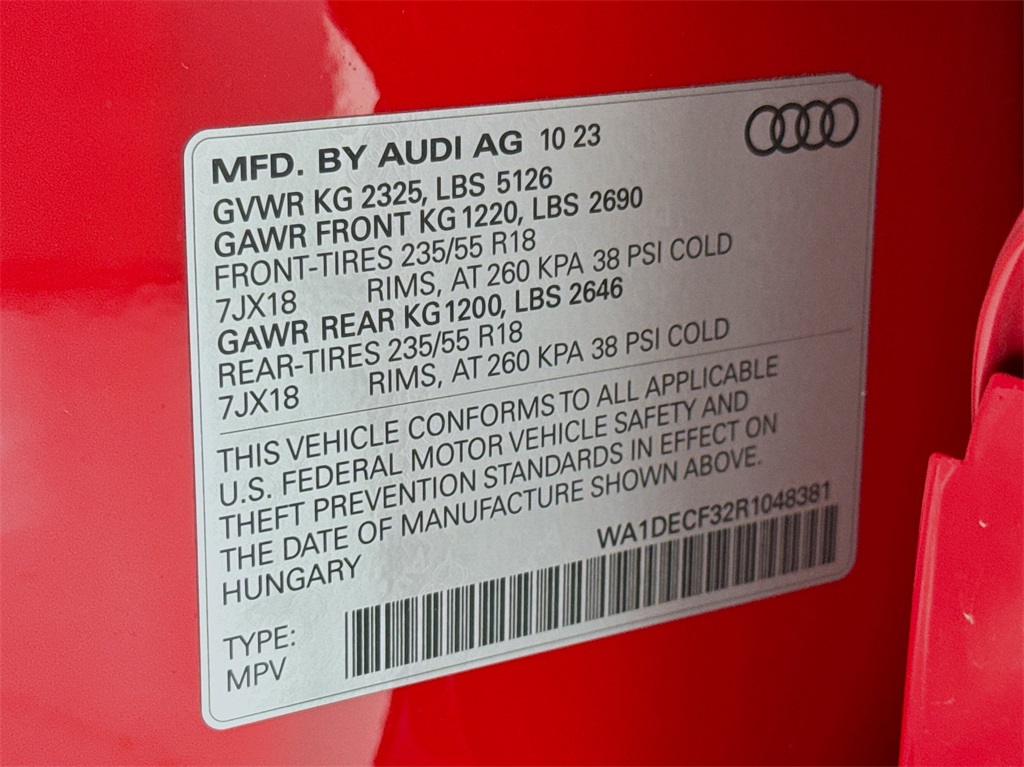 MFD. BY AUDI AG 10 23
GVWR KG 2325, LBS 5126
GAWR FRONT KG 1220, LBS 2690
FRONT-TIRES 235/55 R18
7JX18 RIMS, AT 260 KPA 38 PSI COLD
GAWR REAR KG 1200, LBS 2646
REAR-TIRES 235/55 R18
7JX18 RIMS, AT 260 KPA 38 PSI COLD
THIS VEHICLE CONFORMS TO ALL APPLICABLE
U.S. FEDERAL MOTOR VEHICLE SAFETY AND
THEFT PREVENTION STANDARDS IN EFFECT ON
THE DATE OF MANUFACTURE SHOWN ABOVE.
HUNGARY WA1DECF32R1048381
TYPE:
MPV